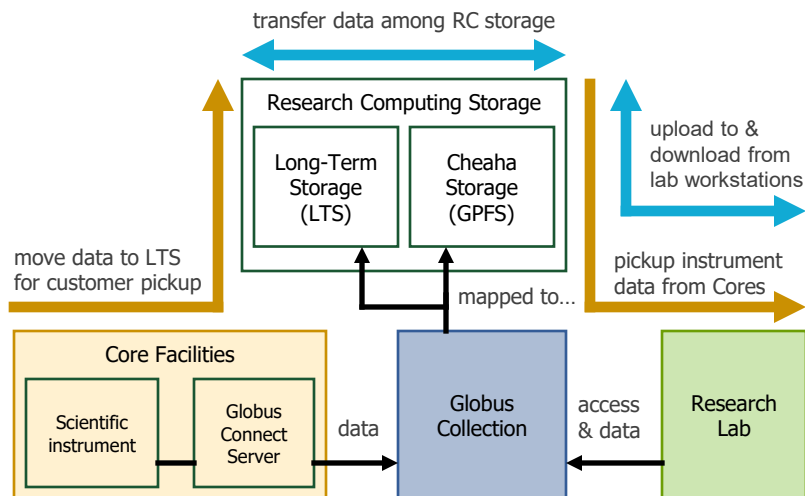 transfer data among RC storage
Research Computing Storage
Long-Term
Storage
(LTS)
Cheaha
Storage
(GPFS)
upload to &
download from
lab workstations
move data to LTS
for customer pickup
mapped to...
pickup instrument
data from Cores
Core Facilities
Scientific
instrument
Globus
Connect
Server
data
Globus
Collection
access
& data
Research
Lab